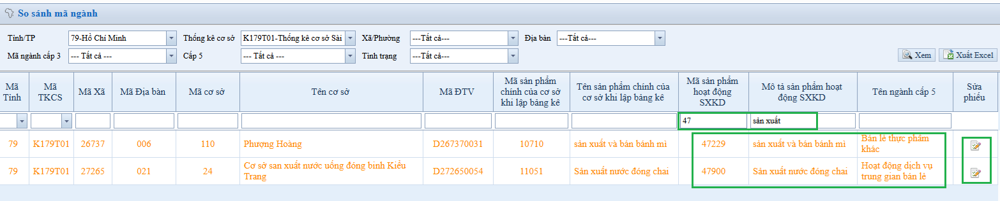 So sánh mã ngành
Tỉnh/TP 79-Hồ Chí Minh Thống kê cơ sở K179T01-Thống kê cơ sở Sài Xã/Phường ---Tất cả--- Địa bàn ---Tất cả---
Mã ngành cấp 3 --- Tất cả --- Cấp 5 --- Tất cả --- Tình trạng ---Tất cả--- Xem Xuất Excel
Mã
Tỉnh
Mã
TKCS
Mã Xã
Mã Địa bàn
Mã cơ sở
Tên cơ sở
Mã ĐTV
Mã sản phẩm
chính của cơ sở
khi lập bảng kê
Tên sản phẩm chính của
cơ sở khi lập bảng kê
Mã sản phẩm
hoạt động
SXKD
Mô tả sản phẩm hoạt
động SXKD
Tên ngành cấp 5
Sửa
phiếu
47 sản xuất
79 K179T01 26737 006 110 Phượng Hoàng D267370031 10710 sản xuất và bán bánh mì 47229 sản xuất và bán bánh mì Bán lẻ thực phẩm
khác
79 K179T01 27265 021 24 Cơ sở san xuất nước uống đóng bình Kiều
Trang
D272650054 11051 Sản xuất nước đóng chai 47900 Sản xuất nước đóng chai Hoạt động dịch vụ
trung gian bán lẻ